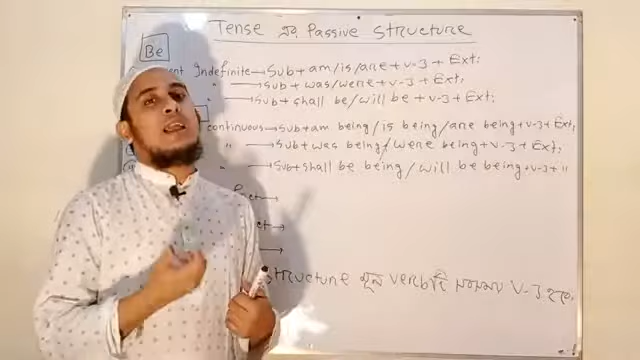 Tense এর Passive Structure
Be
Indefinite → Sub + am/is/are + v-3 + Ext:
" → Sub + was/were + v-3 + Ext:
→ Sub + shall be/will be + v-3 + Ext:
continuous → Sub + am being/is being/are being + v-3 + Ext,
" → Sub + was being/were being + v-3 + Ext,
" → Sub + shall be being/will be being + v-3 + "
→
→
→
Structure মূল verbটি সবসময় v-3 হবে,